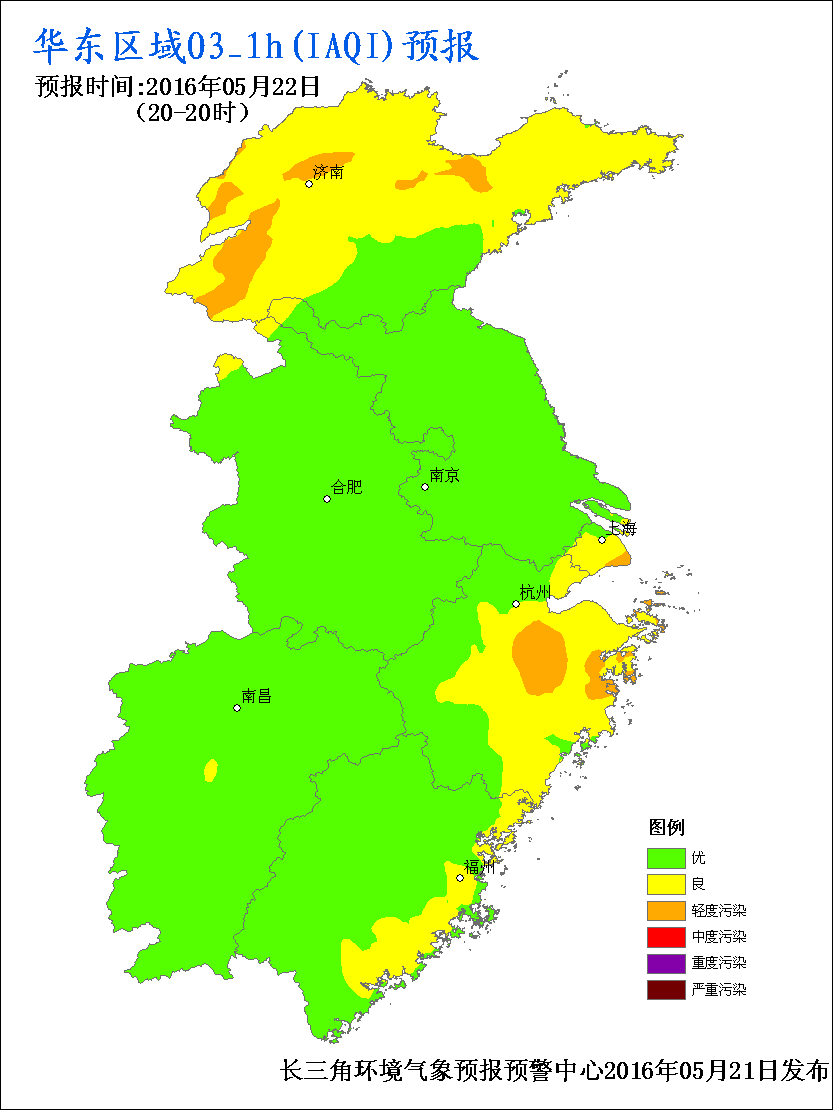 华东区域O3_1h(IAQI)预报
预报时间:2016年05月22日
（20-20时）
济南
南京
合肥
上海
杭州
南昌
福州
图例
优
良
轻度污染
中度污染
重度污染
严重污染
长三角环境气象预报预警中心2016年05月21日发布